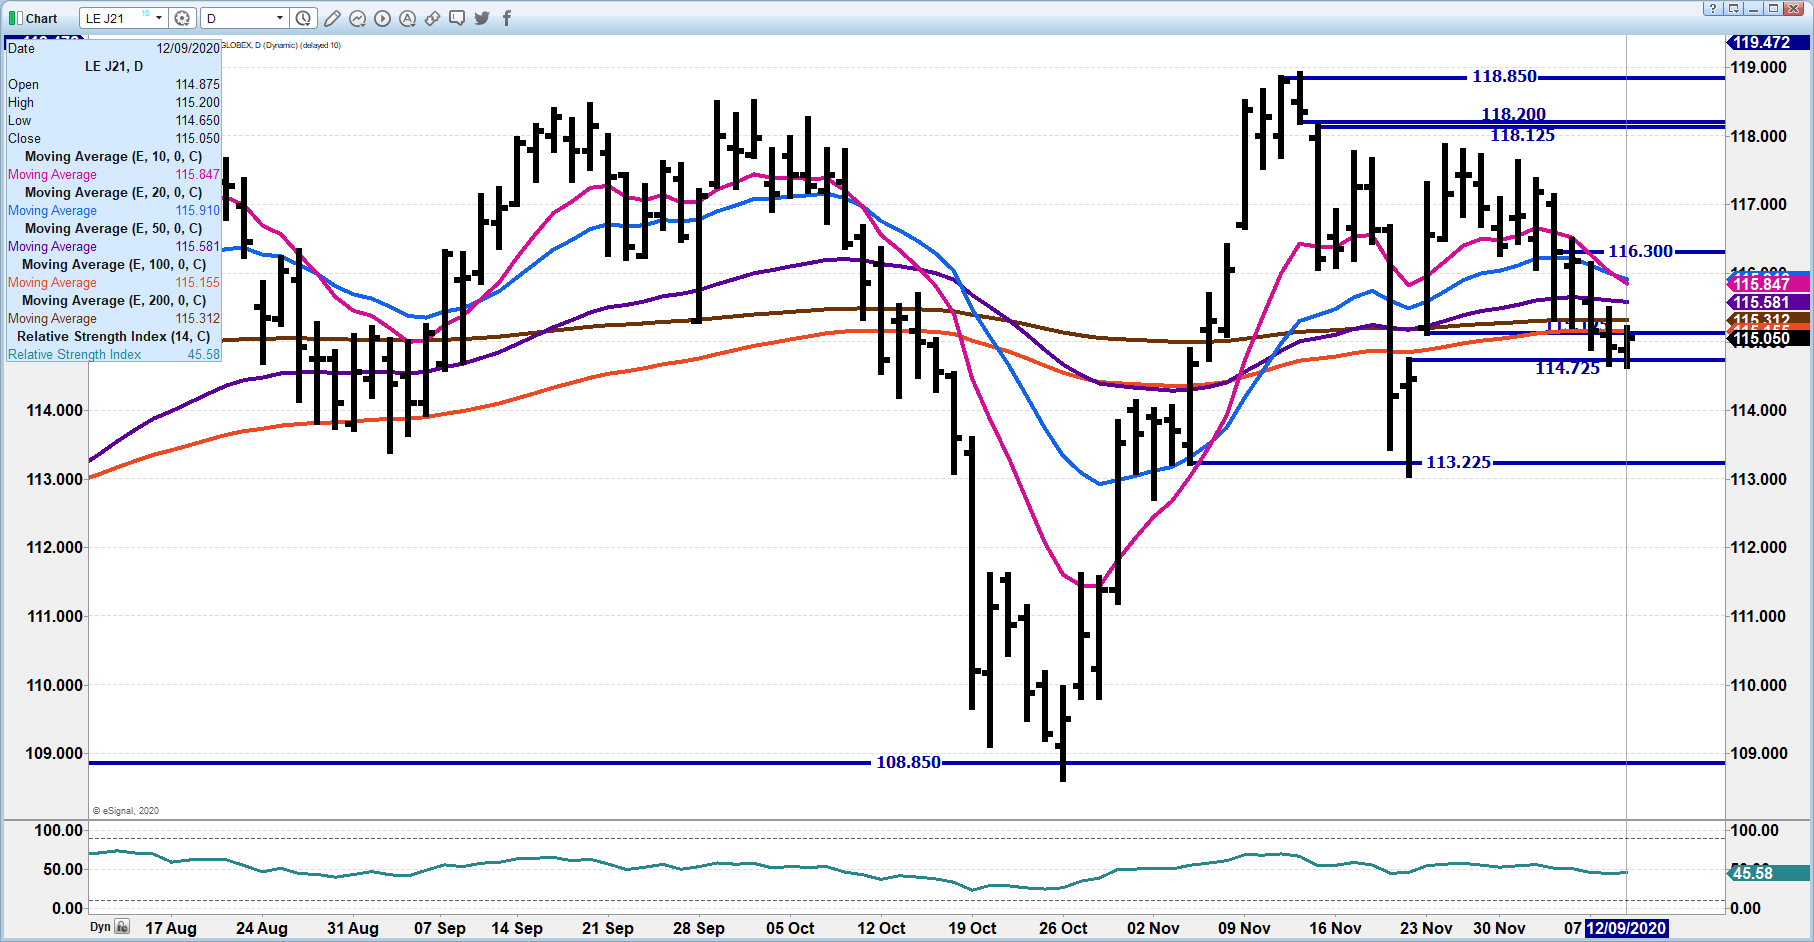 Chart
LE J21
10
D
119.472
GLOBEX, D (Dynamic) (delayed 10)
Date 12/09/2020
LE J21, D
Open 114.875
High 115.200
Low 114.650
Close 115.050
Moving Average (E, 10, 0, C)
Moving Average 115.847
Moving Average (E, 20, 0, C)
Moving Average 115.910
Moving Average (E, 50, 0, C)
Moving Average 115.581
Moving Average (E, 100, 0, C)
Moving Average 115.155
Moving Average (E, 200, 0, C)
Moving Average 115.312
Relative Strength Index (14, C)
Relative Strength Index 45.58
114.000
113.000
112.000
111.000
110.000
109.000
118.850
118.200
118.125
116.300
114.725
113.225
108.850
119.472
119.000
118.000
117.000
115.847
115.581
115.312
115.050
114.000
113.000
112.000
111.000
110.000
109.000
© eSignal, 2020
100.00
50.00
0.00
100.00
45.58
0.00
Dyn
17 Aug
24 Aug
31 Aug
07 Sep
14 Sep
21 Sep
28 Sep
05 Oct
12 Oct
19 Oct
26 Oct
02 Nov
09 Nov
16 Nov
23 Nov
30 Nov
07
12/09/2020